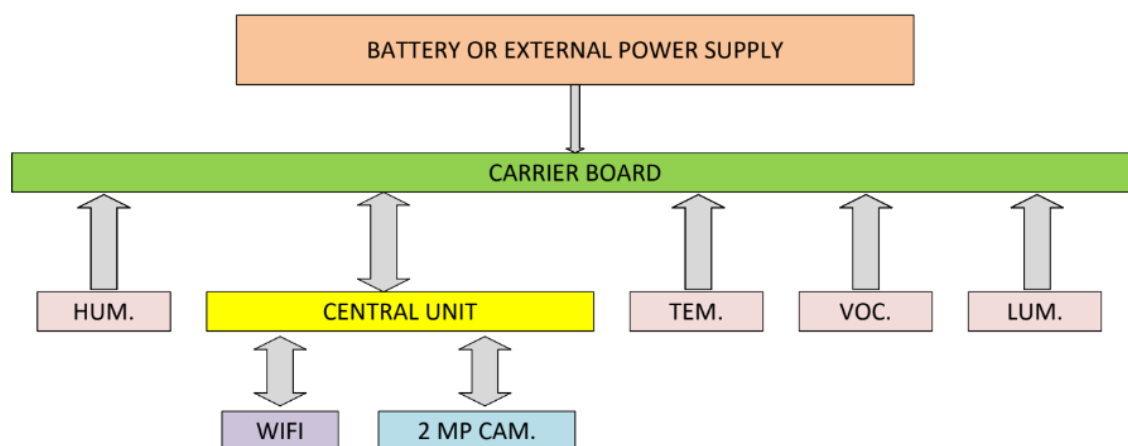 BATTERY OR EXTERNAL POWER SUPPLY
CARRIER BOARD
HUM.
CENTRAL UNIT
TEM.
VOC.
LUM.
WIFI
2 MP CAM.